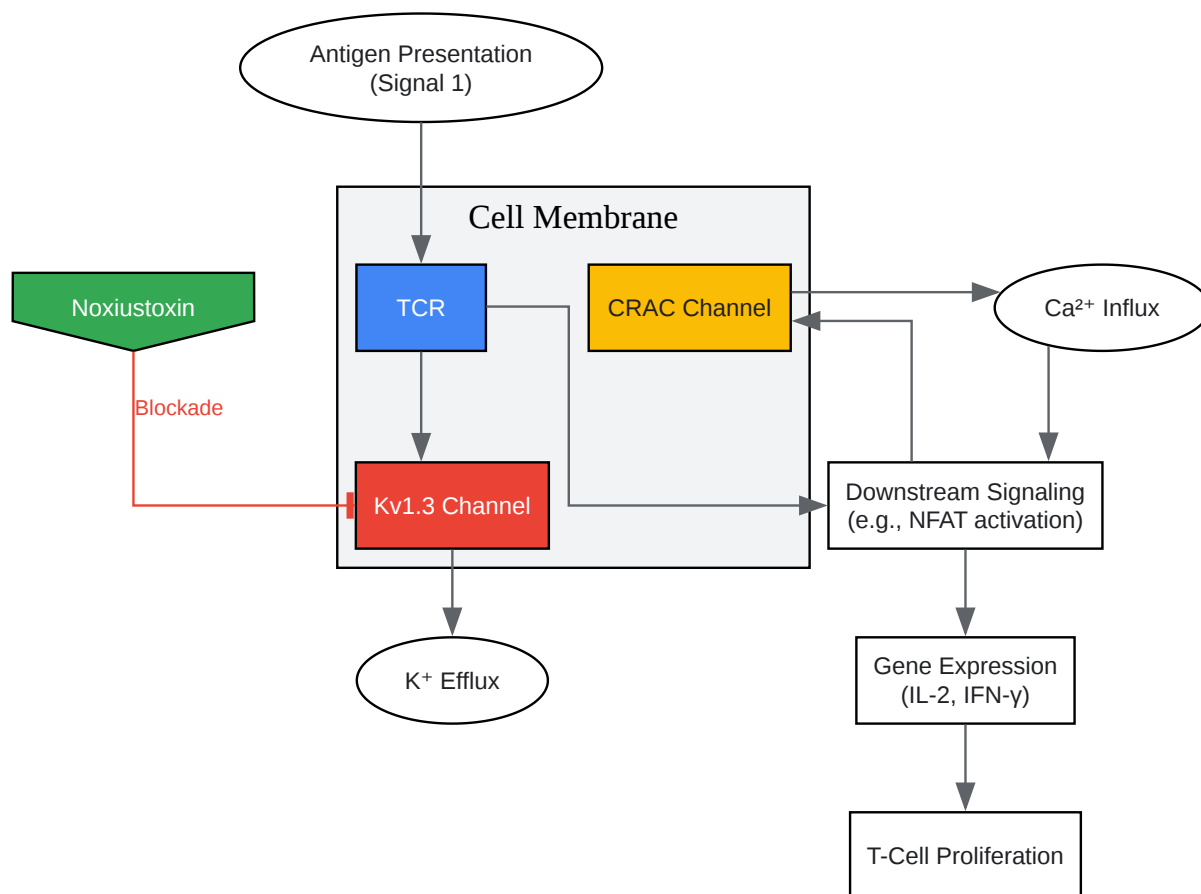 Antigen Presentation
(Signal 1)
Cell Membrane
Noxiustoxin
TCR
CRAC Channel
Ca²⁺ Influx
Blockade
Kv1.3 Channel
Downstream Signaling
(e.g., NFAT activation)
K⁺ Efflux
Gene Expression
(IL-2, IFN-γ)
T-Cell Proliferation